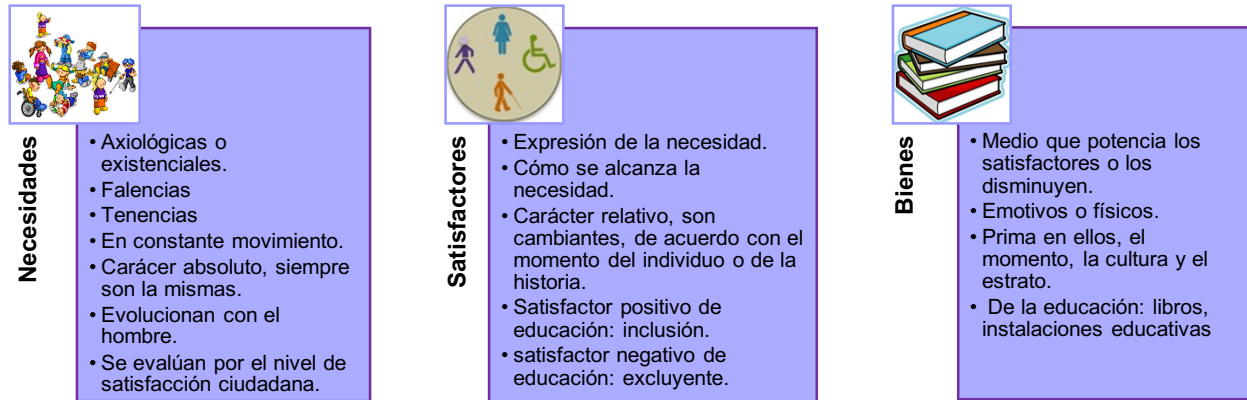 Necesidades
• Axiológicas o
existenciales.
• Falencias
• Tenencias
• En constante movimiento.
• Carácer absoluto, siempre
son la mismas.
• Evolucionan con el
hombre.
• Se evalúan por el nivel de
satisfacción ciudadana.
Satisfactores
• Expresión de la necesidad.
• Cómo se alcanza la
necesidad.
• Carácter relativo, son
cambiantes, de acuerdo con el
momento del individuo o de la
historia.
• Satisfactor positivo de
educación: inclusión.
• satisfactor negativo de
educación: excluyente.
Bienes
• Medio que potencia los
satisfactores o los
disminuyen.
• Emotivos o físicos.
• Prima en ellos, el
momento, la cultura y el
estrato.
• De la educación: libros,
instalaciones educativas